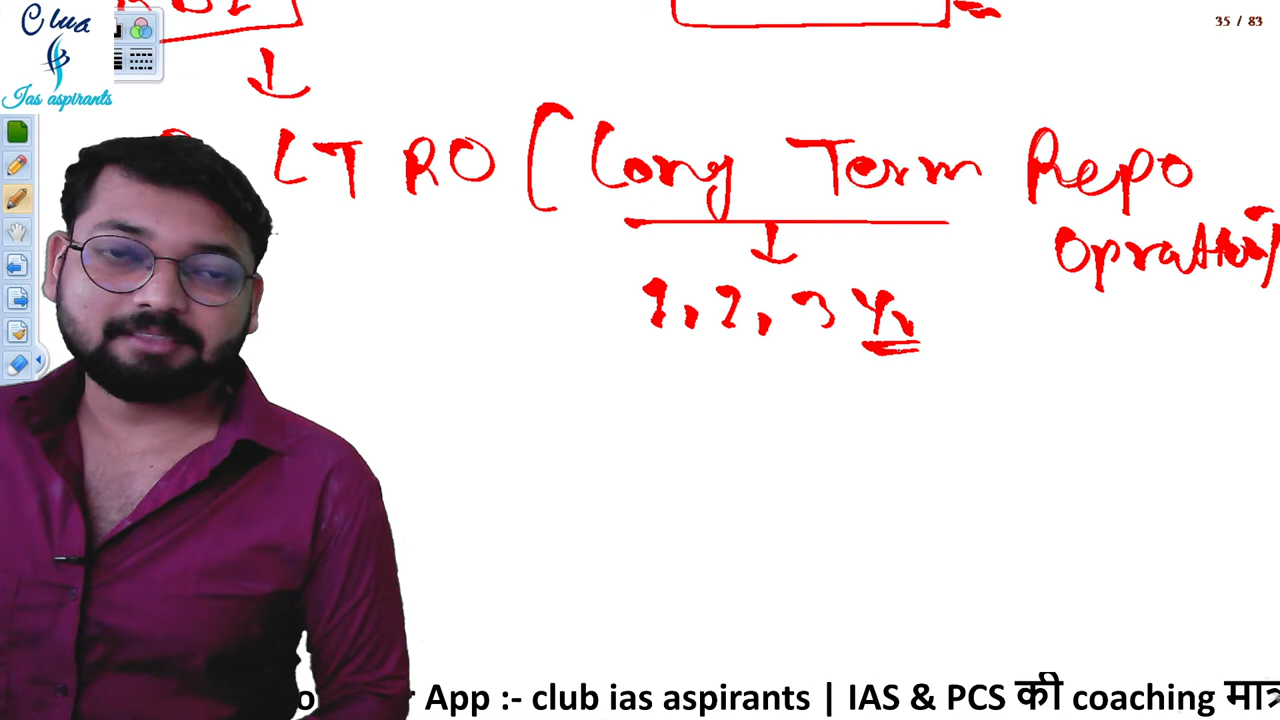 Club
Ias aspirants
35 / 83
LTRO (Long Term Repo
Opration)
1, 2, 3 y,
App :- club ias aspirants | IAS & PCS की coaching मात्र